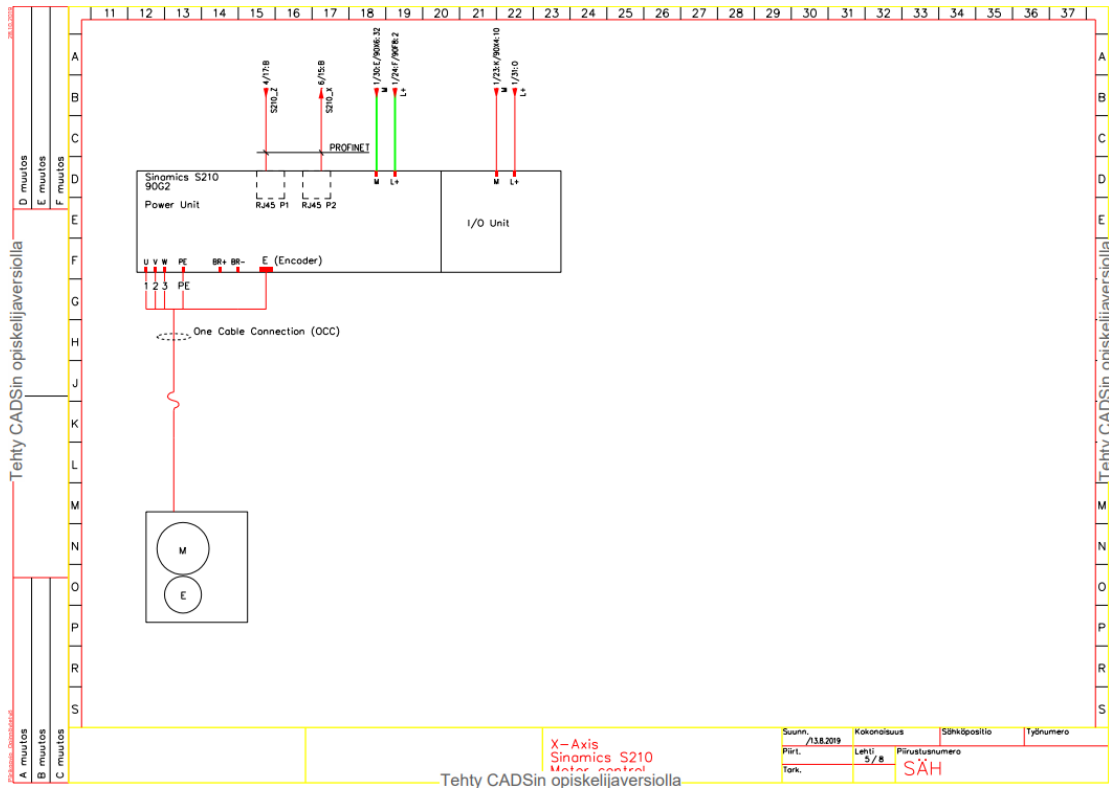 11 12 13 14 15 16 17 18 19 20 21 22 23 24 25 26 27 28 29 30 31 32 33 34 35 36 37
A
B
C
D
E
F
G
H
J
K
L
M
N
O
P
R
S
A
B
C
D
E
F
M
N
O
P
R
S
D muutos
E muutos
F muutos
A muutos
B muutos
C muutos
Tehty CADSin opiskelijaversiolla
Tehty CADSin opiskelijaversiolla
4/17:B
S210_Z
6/15:B
S210_X
1/30:E/90X6:32
M
1/24:F/90F8:2
L+
1/23:K/90X4:10
M
1/31:O
L+
PROFINET
Sinamics S210
90G2
Power Unit
RJ45 P1
RJ45 P2
M
L+
M
L+
I/O Unit
U V W PE BR+ BR- E (Encoder)
1 2 3 PE
One Cable Connection (OCC)
M
E
X-Axis
Sinamics S210
Motor control
Suunn.
/13.8.2019
Piirt.
Tark.
Kokonaisuus
Sähköpositio
Työnumero
Lehti
5/8
Piirustusnumero
SÄH
Tehty CADSin opiskelijaversiolla